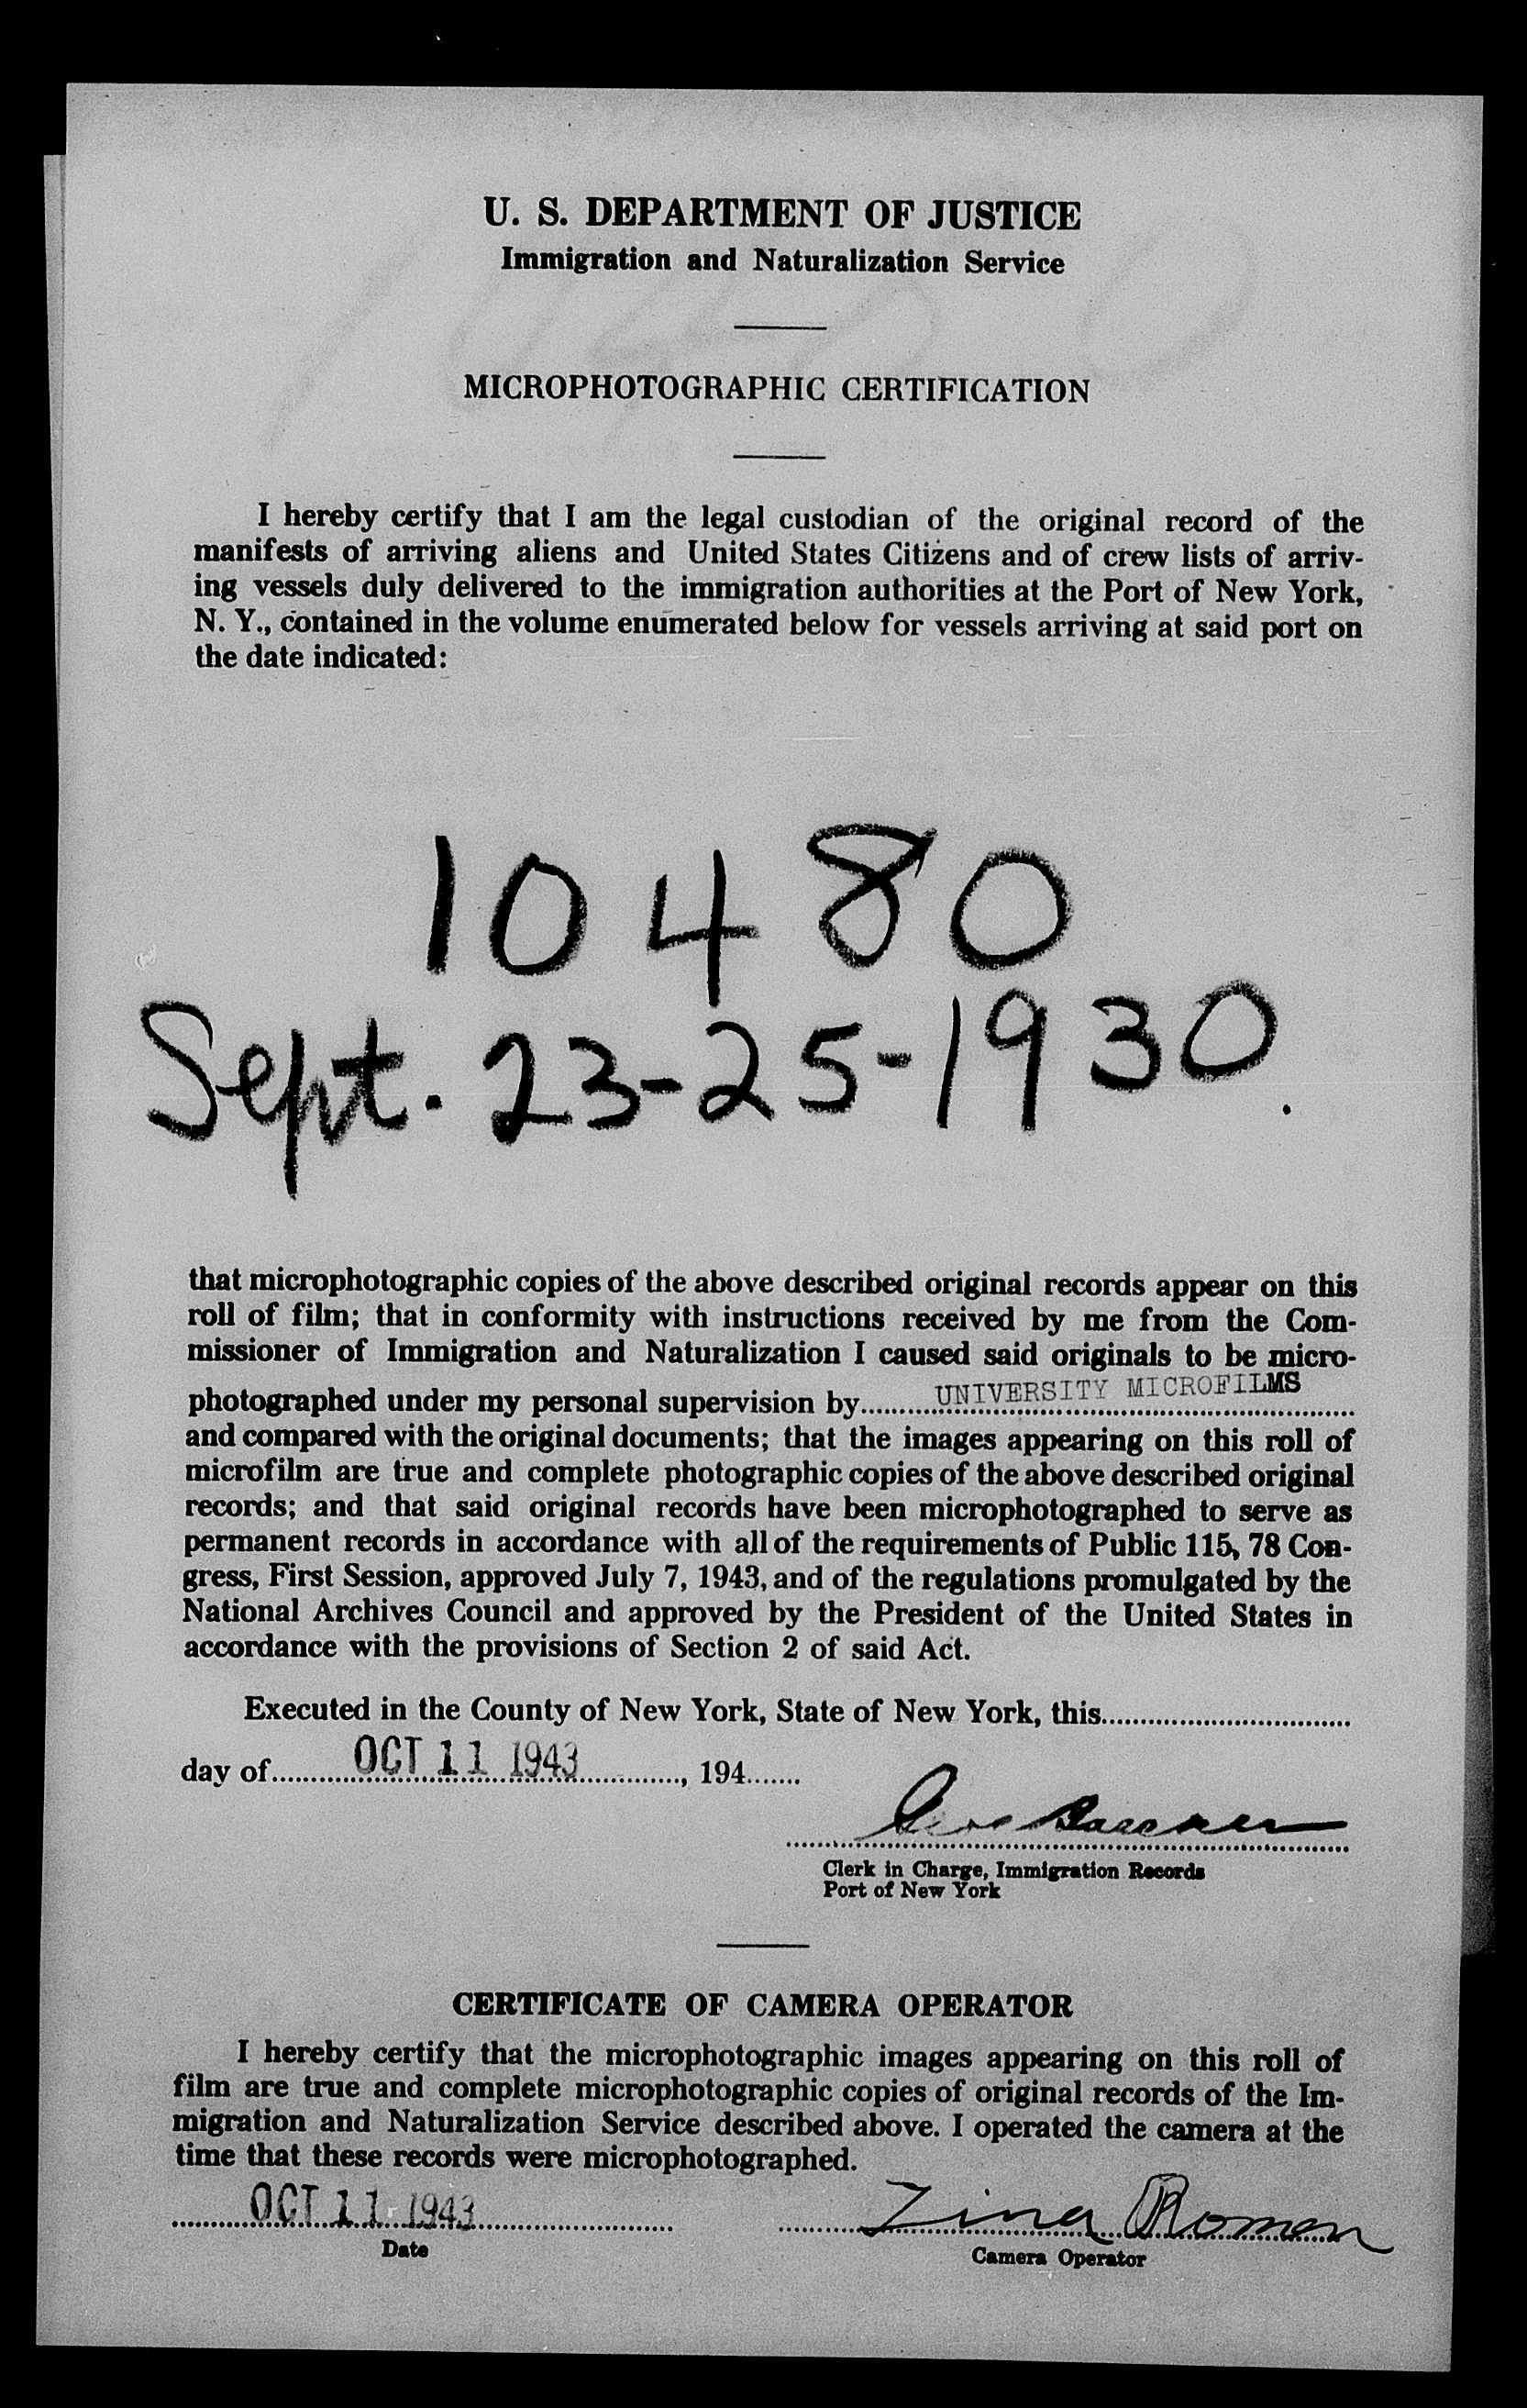 U. S. DEPARTMENT OF JUSTICE
Immigration and Naturalization Service
MICROPHOTOGRAPHIC CERTIFICATION
I hereby certify that I am the legal custodian of the original record of the
manifests of arriving aliens and United States Citizens and of crew lists of arriv-
ing vessels duly delivered to the immigration authorities at the Port of New York,
N. Y., contained in the volume enumerated below for vessels arriving at said port on
the date indicated:
10480
Sept. 23-25-1930.
that microphotographic copies of the above described original records appear on this
roll of film; that in conformity with instructions received by me from the Com-
missioner of Immigration and Naturalization I caused said originals to be micro-
photographed under my personal supervision by UNIVERSITY MICROFILMS
and compared with the original documents; that the images appearing on this roll of
microfilm are true and complete photographic copies of the above described original
records; and that said original records have been microphotographed to serve as
permanent records in accordance with all of the requirements of Public 115, 78 Con-
gress, First Session, approved July 7, 1943, and of the regulations promulgated by the
National Archives Council and approved by the President of the United States in
accordance with the provisions of Section 2 of said Act.
Executed in the County of New York, State of New York, this
day of OCT 11 1943, 194
Clerk in Charge, Immigration Records
Port of New York
CERTIFICATE OF CAMERA OPERATOR
I hereby certify that the microphotographic images appearing on this roll of
film are true and complete microphotographic copies of original records of the Im-
migration and Naturalization Service described above. I operated the camera at the
time that these records were microphotographed.
OCT 11 1943 Zina Roman
Date Camera Operator